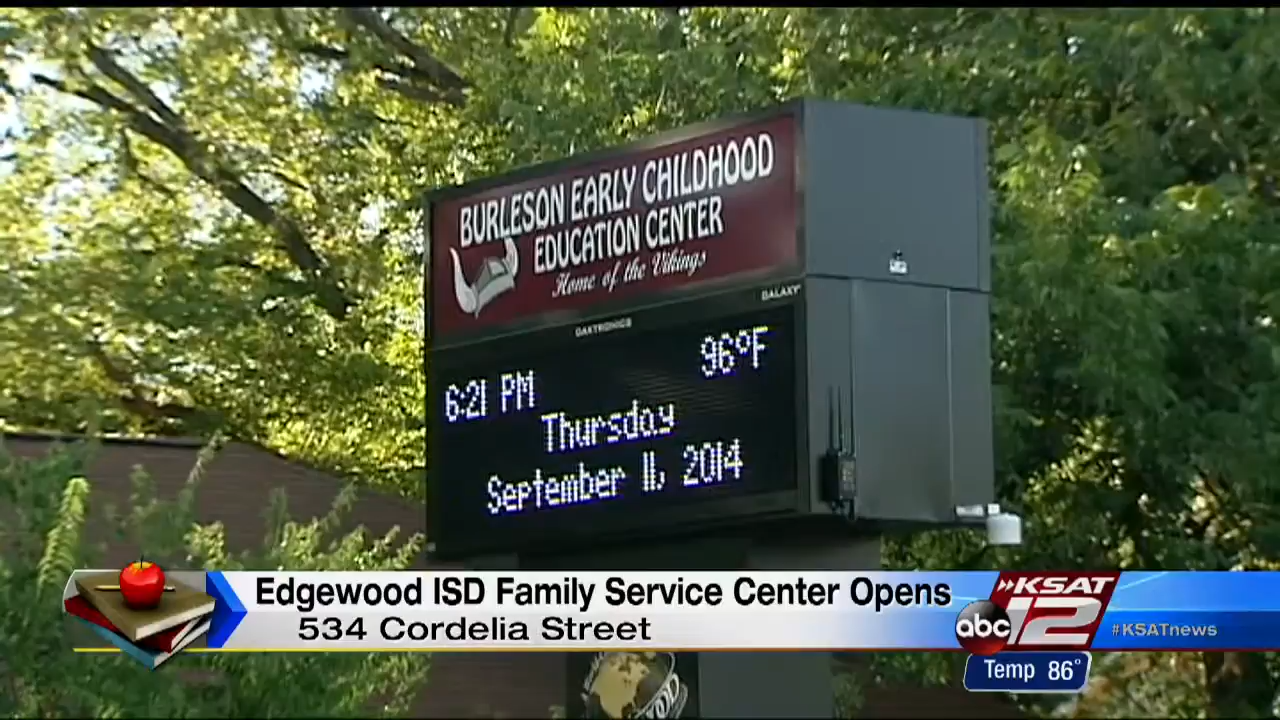 BURLESON EARLY CHILDHOOD
EDUCATION CENTER
Home of the Vikings
DAKTRONICS
GALAXY
6:21 PM
96°F
Thursday
September 11, 2014
Edgewood ISD Family Service Center Opens
534 Cordelia Street
KSAT
abc 12
#KSATnews
Temp 86°